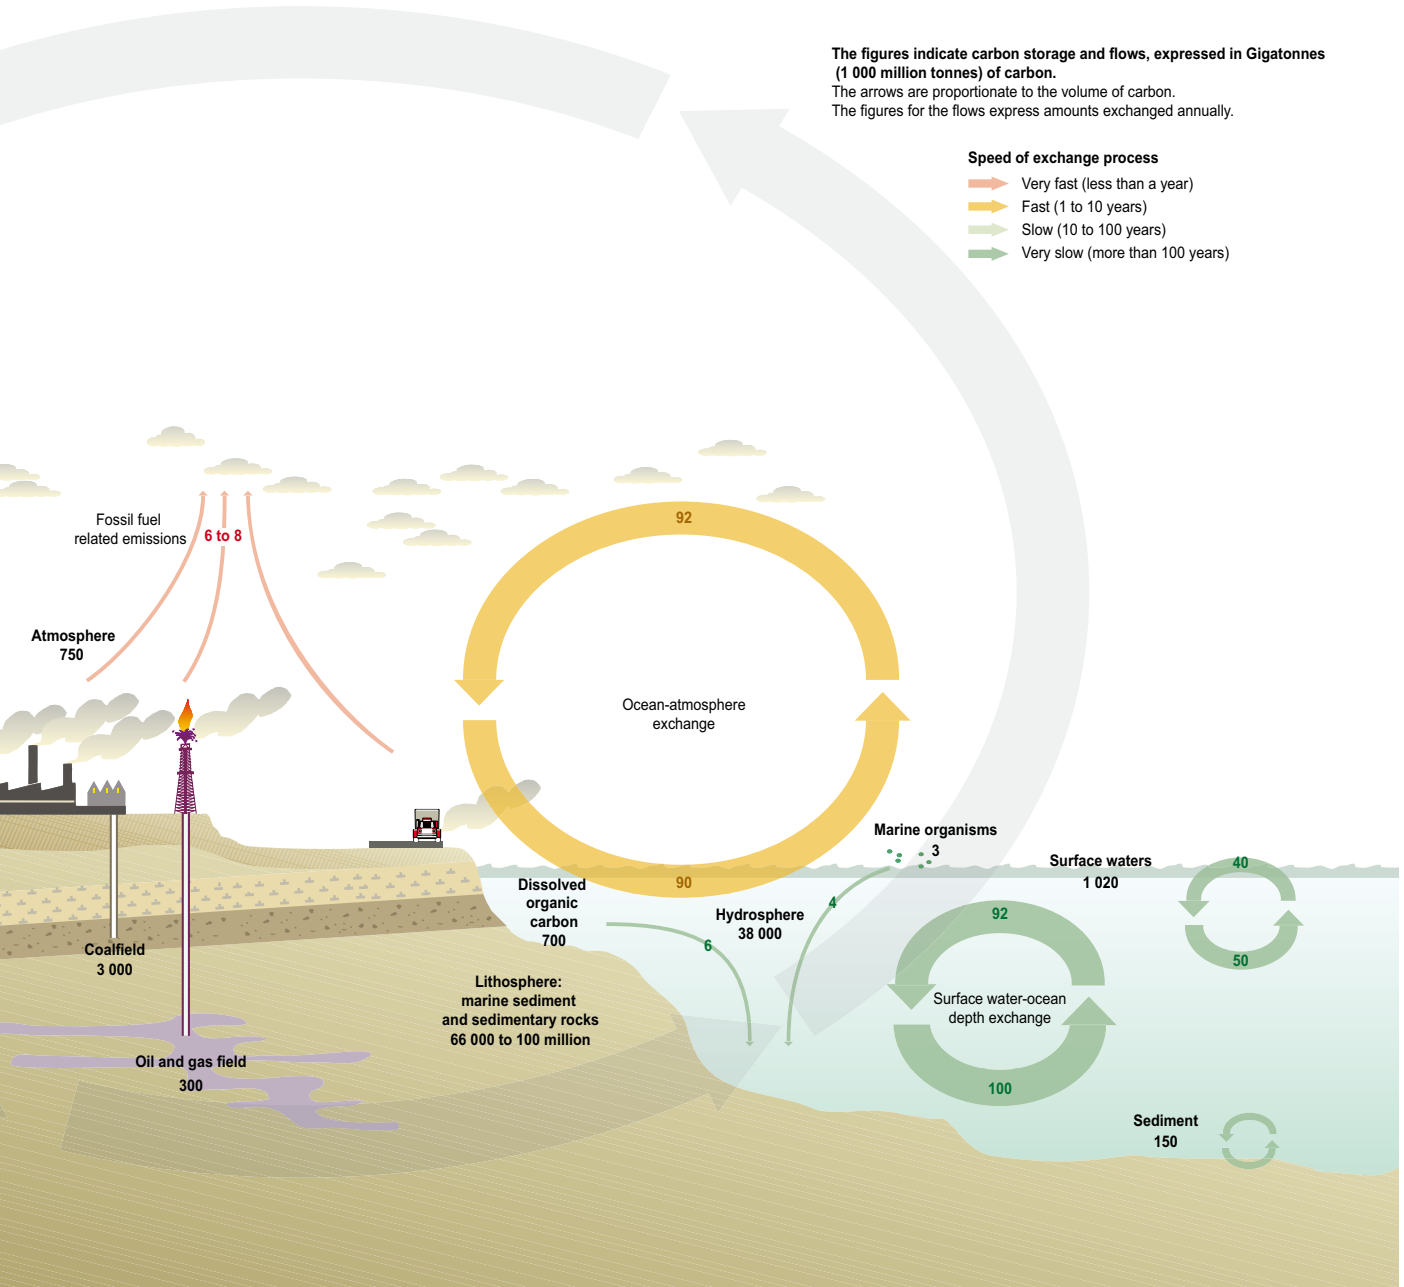 The figures indicate carbon storage and flows, expressed in Gigatonnes
(1 000 million tonnes) of carbon.
The arrows are proportionate to the volume of carbon.
The figures for the flows express amounts exchanged annually.
Speed of exchange process
Very fast (less than a year)
Fast (1 to 10 years)
Slow (10 to 100 years)
Very slow (more than 100 years)
Fossil fuel
related emissions
6 to 8
92
Atmosphere
750
Ocean-atmosphere
exchange
90
Marine organisms
3
Surface waters
1 020
40
50
Dissolved
organic
carbon
700
6
4
Hydrosphere
38 000
92
Surface water-ocean
depth exchange
100
Coalfield
3 000
Lithosphere:
marine sediment
and sedimentary rocks
66 000 to 100 million
Oil and gas field
300
Sediment
150